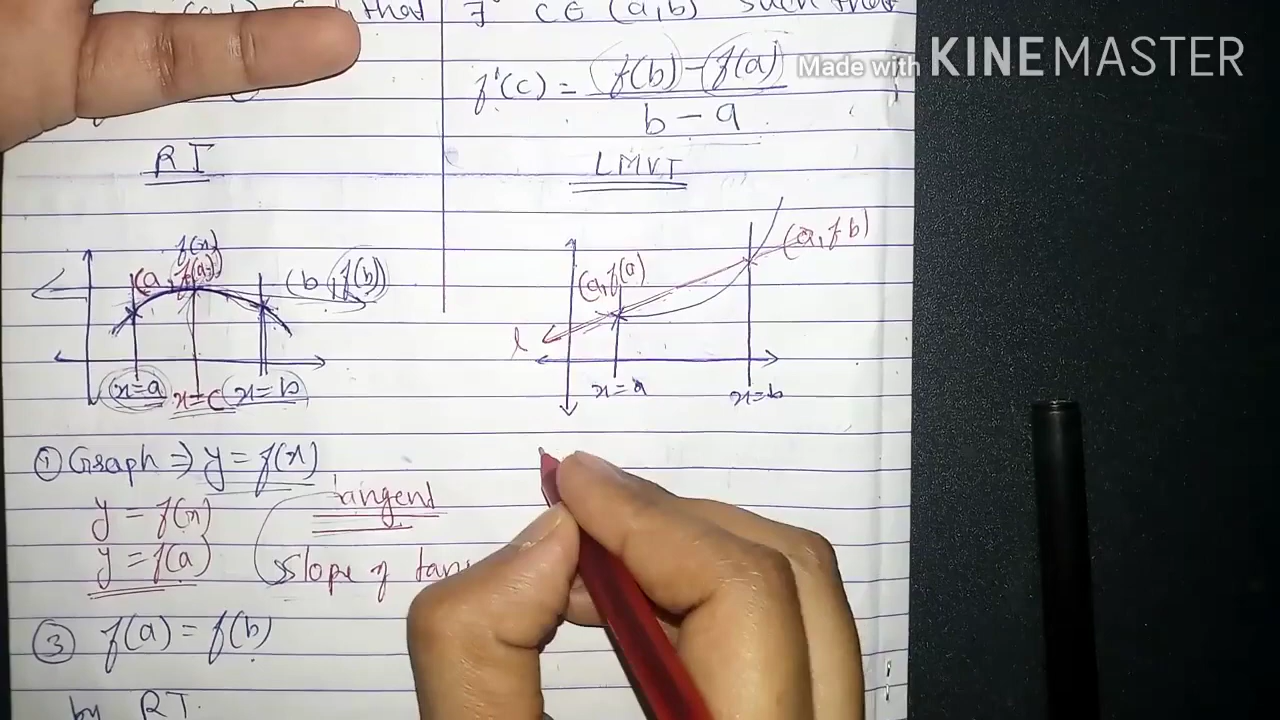 that ∃ c ∈ (a,b) such that
f'(c) = f(b) - f(a) / b - a
Made with KINEMASTER
RT
LMVT
f(x)
(a, f(a))
(b, f(b))
x=a
x=c
x=b
(a, f(a))
(a, f b)
l
x=a
x=b
① Graph ⇒ y = f(x)
y = f(x)
y = f(a)
tangent
slope of tan
③ f(a) = f(b)
by RT.